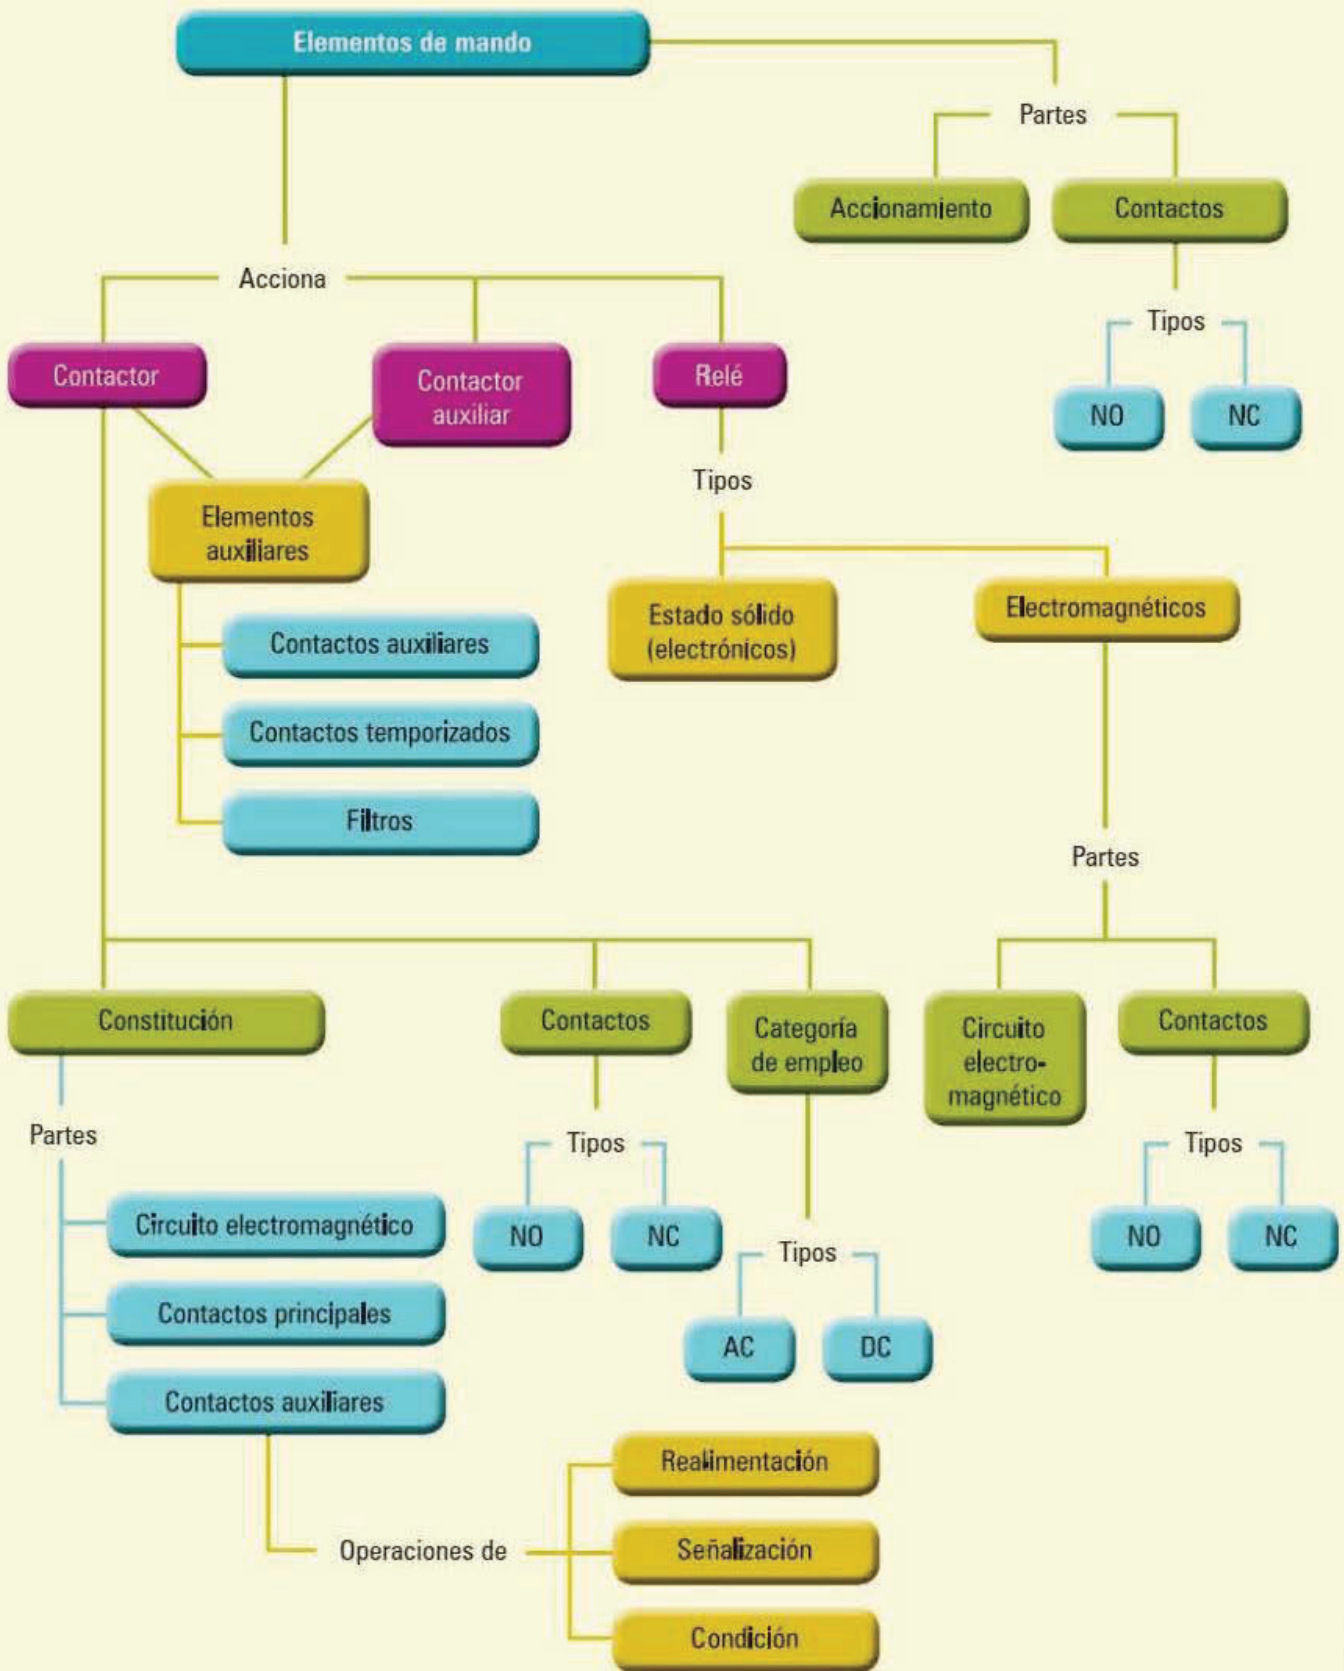 Elementos de mando
Partes
Accionamiento
Contactos
Acciona
Tipos
Contactor
Contactor
auxiliar
Relé
NO
NC
Tipos
Elementos
auxiliares
Estado sólido
(electrónicos)
Electromagnéticos
Contactos auxiliares
Contactos temporizados
Filtros
Partes
Constitución
Contactos
Categoría
de empleo
Circuito
electro-
magnético
Contactos
Partes
Tipos
Tipos
Circuito electromagnético
NO
NC
Tipos
NO
NC
Contactos principales
AC
DC
Contactos auxiliares
Realimentación
Operaciones de
Señalización
Condición